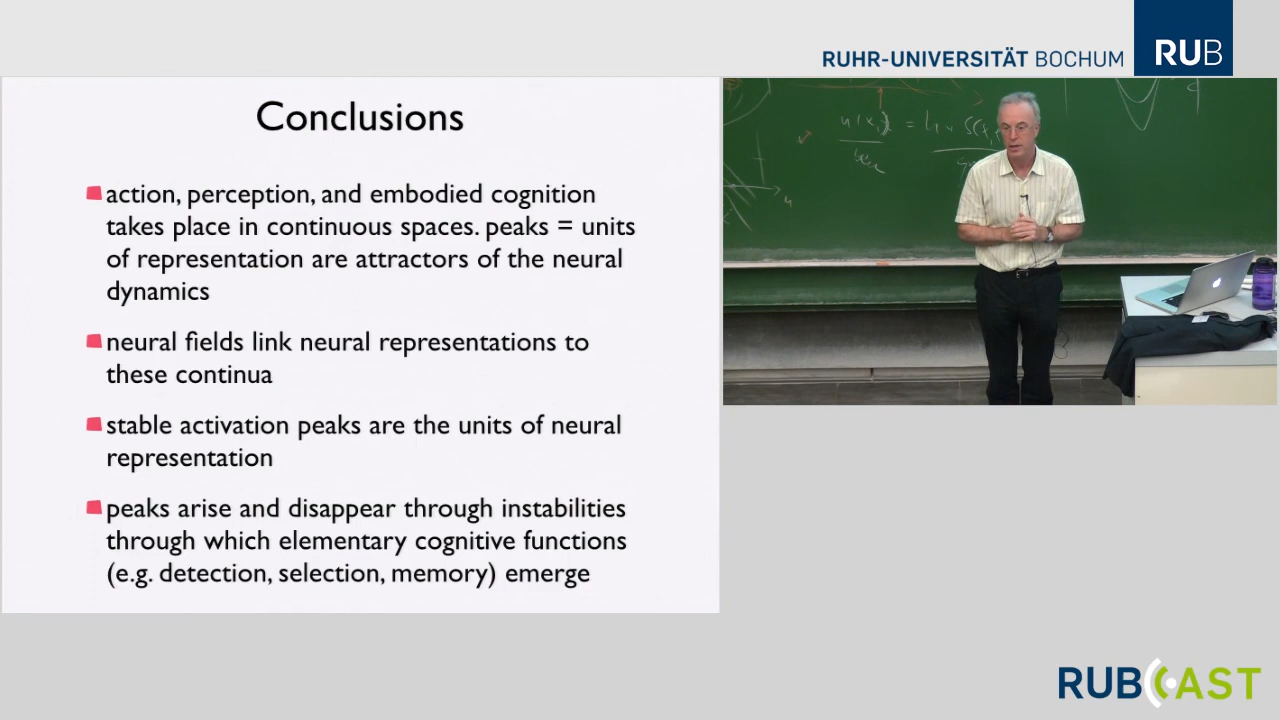 RUHR-UNIVERSITÄT BOCHUM
RUB
Conclusions
action, perception, and embodied cognition
takes place in continuous spaces. peaks = units
of representation are attractors of the neural
dynamics
neural fields link neural representations to
these continua
stable activation peaks are the units of neural
representation
peaks arise and disappear through instabilities
through which elementary cognitive functions
(e.g. detection, selection, memory) emerge
RUBCAST